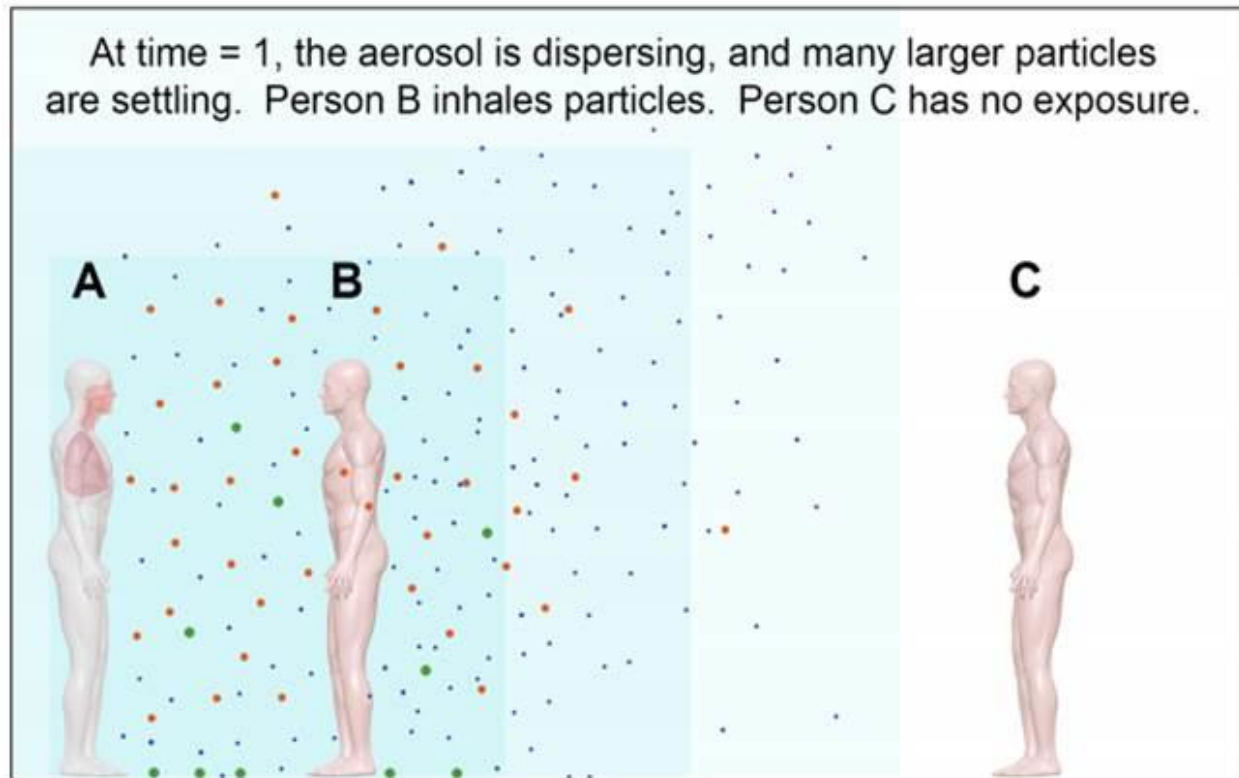 At time = 1, the aerosol is dispersing, and many larger particles
are settling.  Person B inhales particles.  Person C has no exposure.
A
B
C